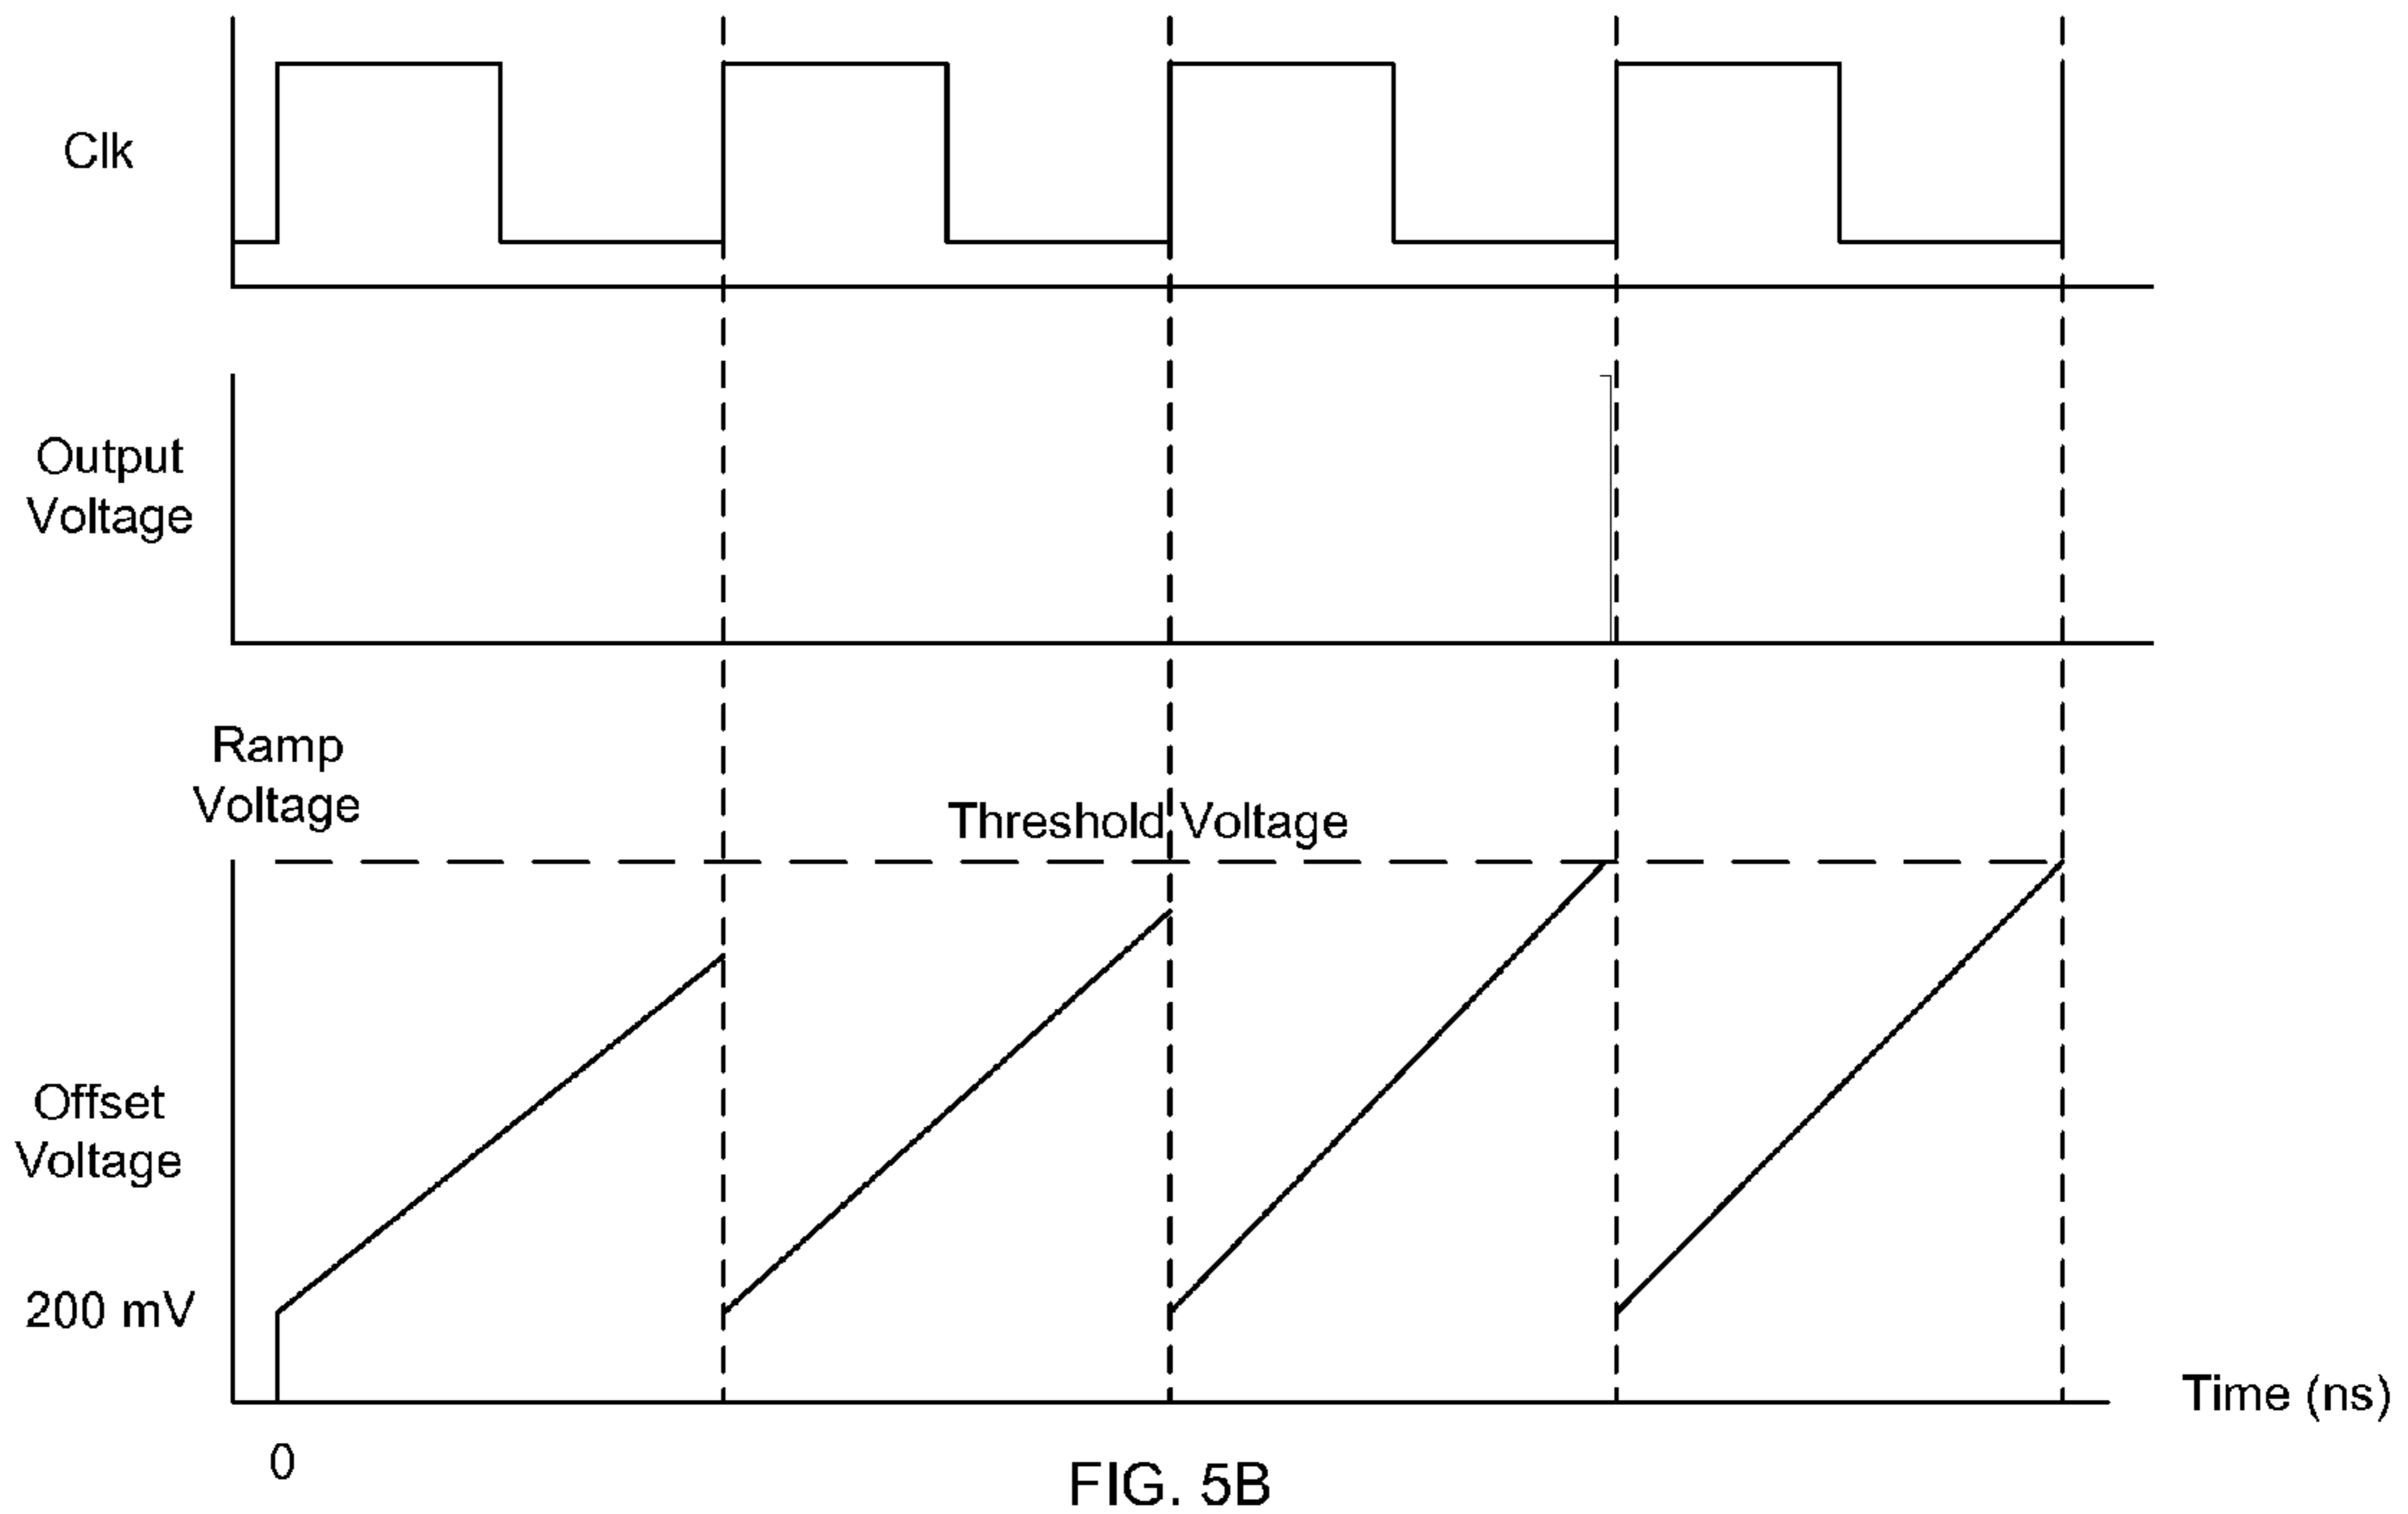 Clk
Output
Voltage
Ramp
Voltage
Threshold Voltage
Offset
Voltage
200 mV
Time (ns)
0
FIG. 5B